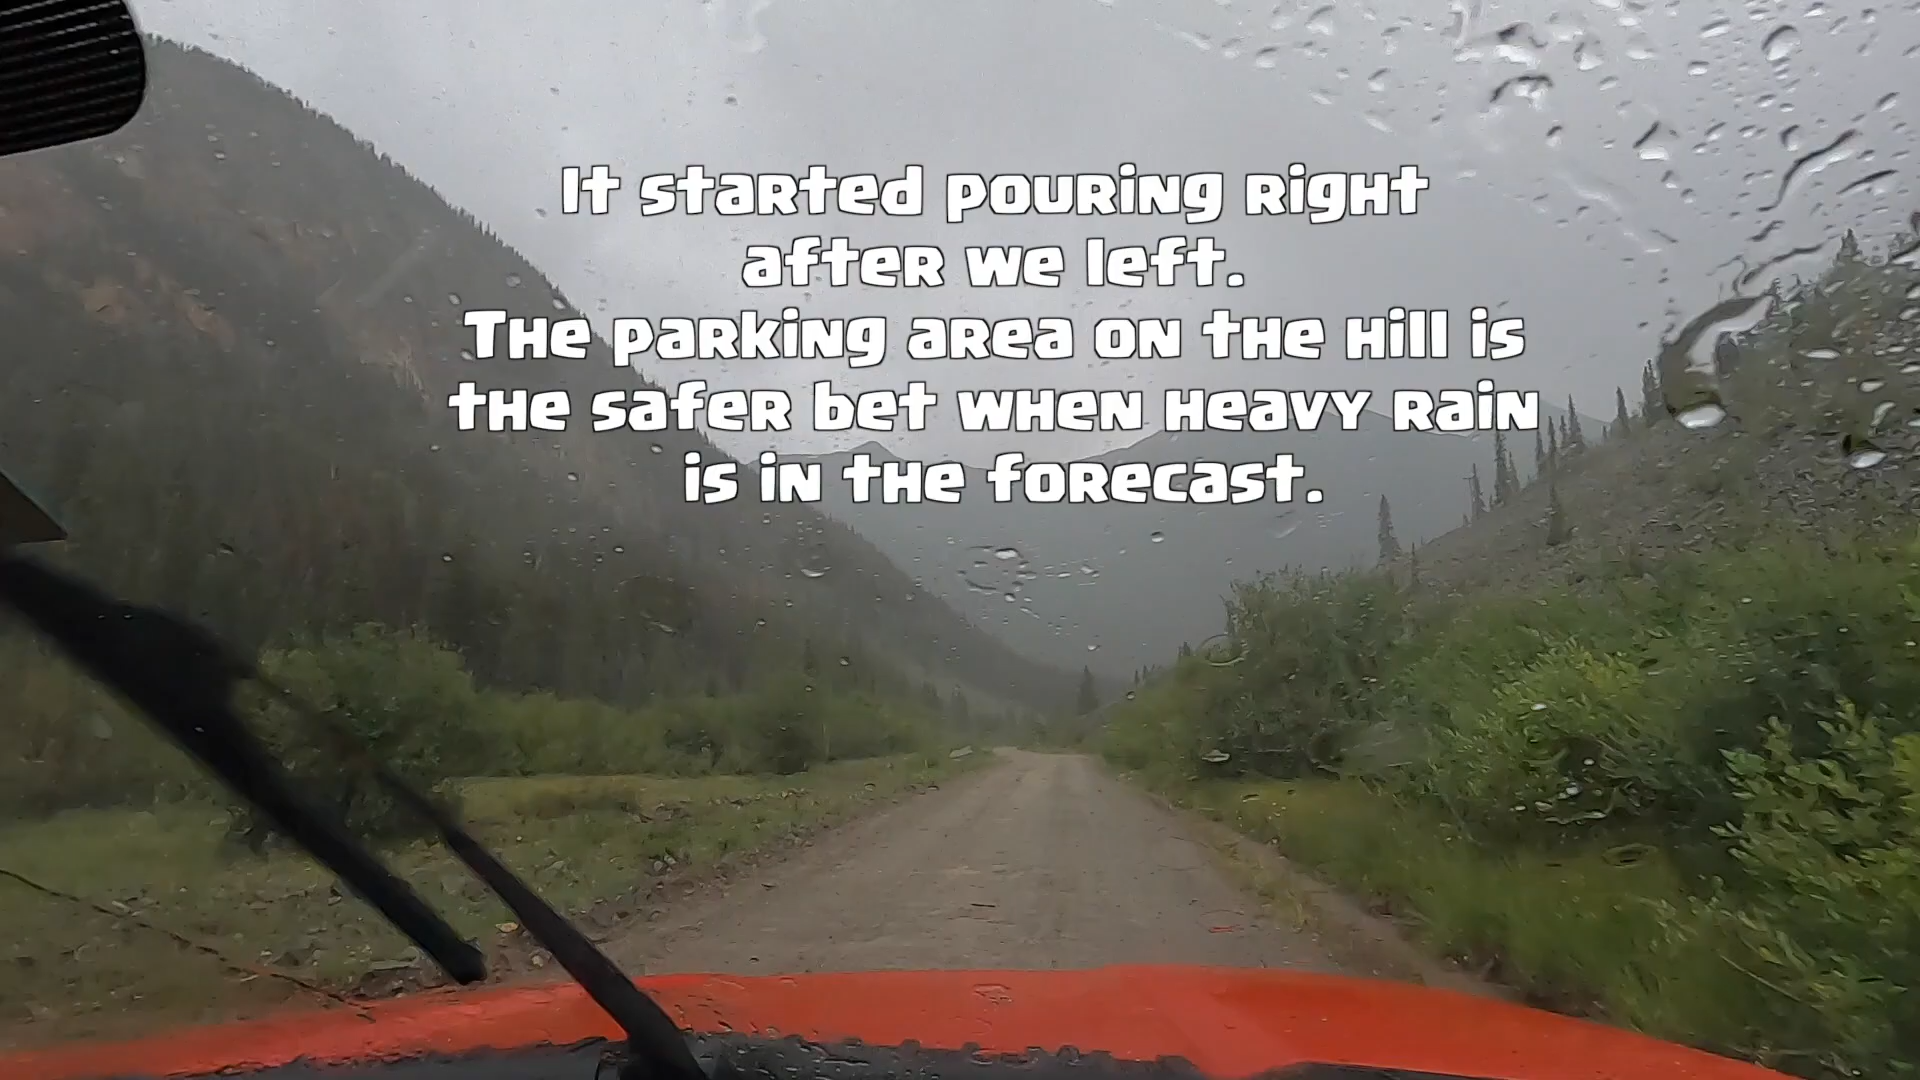 It started pouring right
after we left.
The parking area on the hill is
the safer bet when heavy rain
is in the forecast.